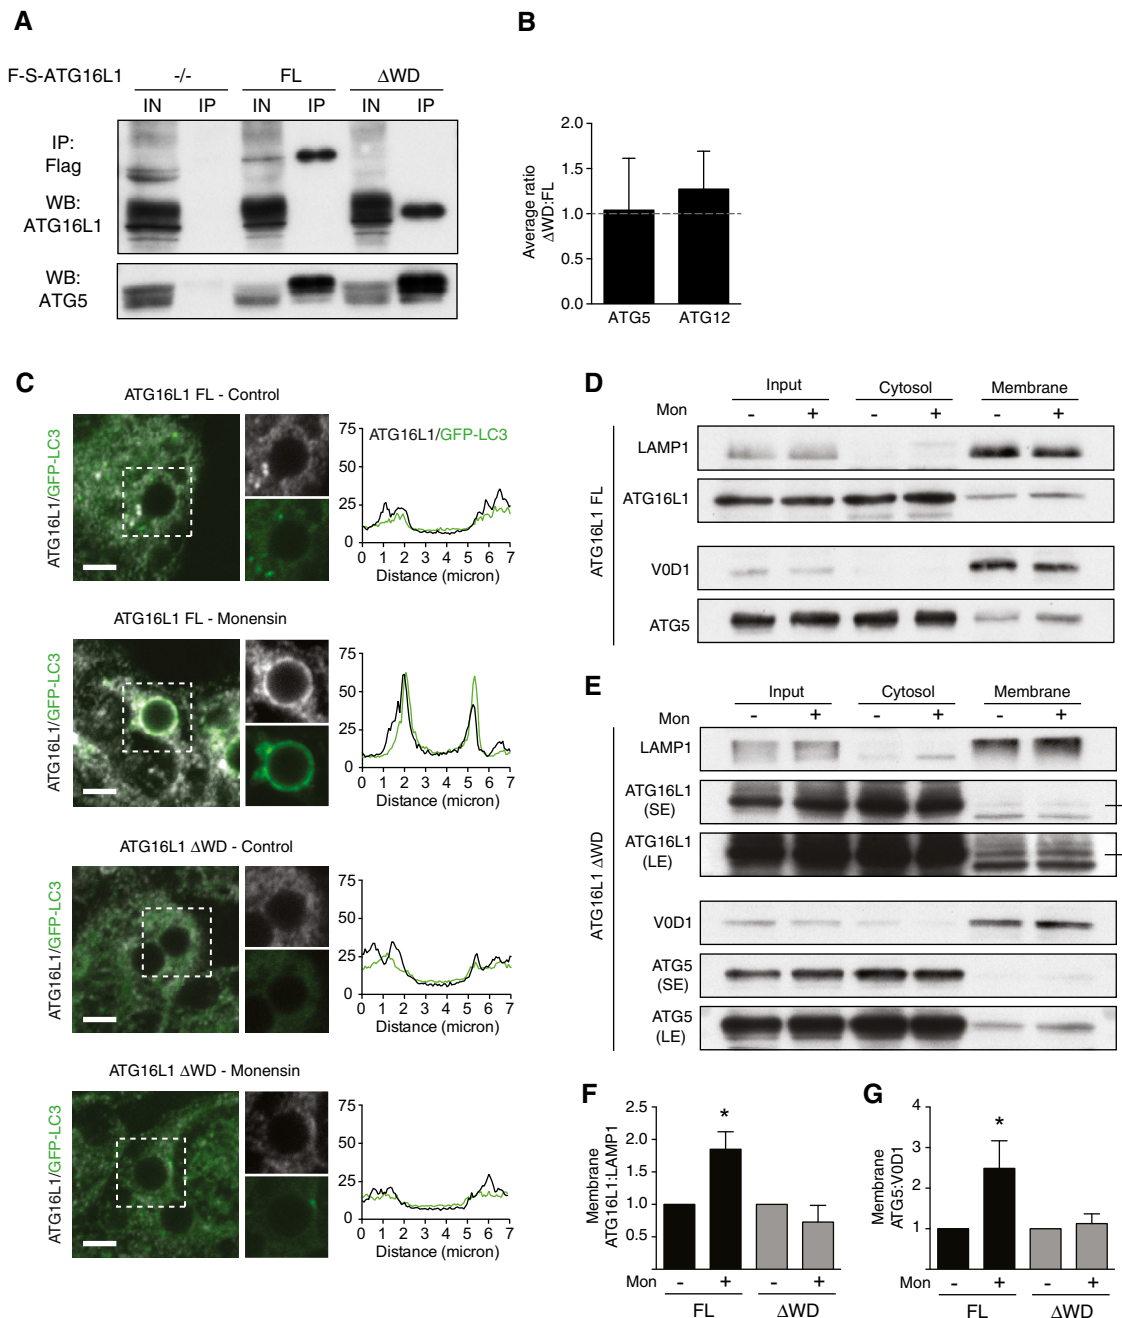 A
F-S-ATG16L1 -/- FL ΔWD
IN IP IN IP IN IP
IP:
Flag
WB:
ATG16L1
WB:
ATG5
B
Average ratio
ΔWD:FL
2.0
1.5
1.0
0.5
0.0
ATG5 ATG12
C
ATG16L1 FL - Control
ATG16L1/GFP-LC3
ATG16L1/GFP-LC3
75
50
25
0
0 1 2 3 4 5 6 7
Distance (micron)
ATG16L1 FL - Monensin
ATG16L1/GFP-LC3
75
50
25
0
0 1 2 3 4 5 6 7
Distance (micron)
ATG16L1 ΔWD - Control
ATG16L1/GFP-LC3
75
50
25
0
0 1 2 3 4 5 6 7
Distance (micron)
ATG16L1 ΔWD - Monensin
ATG16L1/GFP-LC3
75
50
25
0
0 1 2 3 4 5 6 7
Distance (micron)
D
Input Cytosol Membrane
Mon - + - + - +
ATG16L1 FL
LAMP1
ATG16L1
V0D1
ATG5
E
Input Cytosol Membrane
Mon - + - + - +
ATG16L1 ΔWD
LAMP1
ATG16L1
(SE)
ATG16L1
(LE)
V0D1
ATG5
(SE)
ATG5
(LE)
F
Membrane
ATG16L1:LAMP1
2.5
2.0
1.5
1.0
0.5
*
Mon - + - +
FL ΔWD
G
Membrane
ATG5:V0D1
4
3
2
1
*
Mon - + - +
FL ΔWD